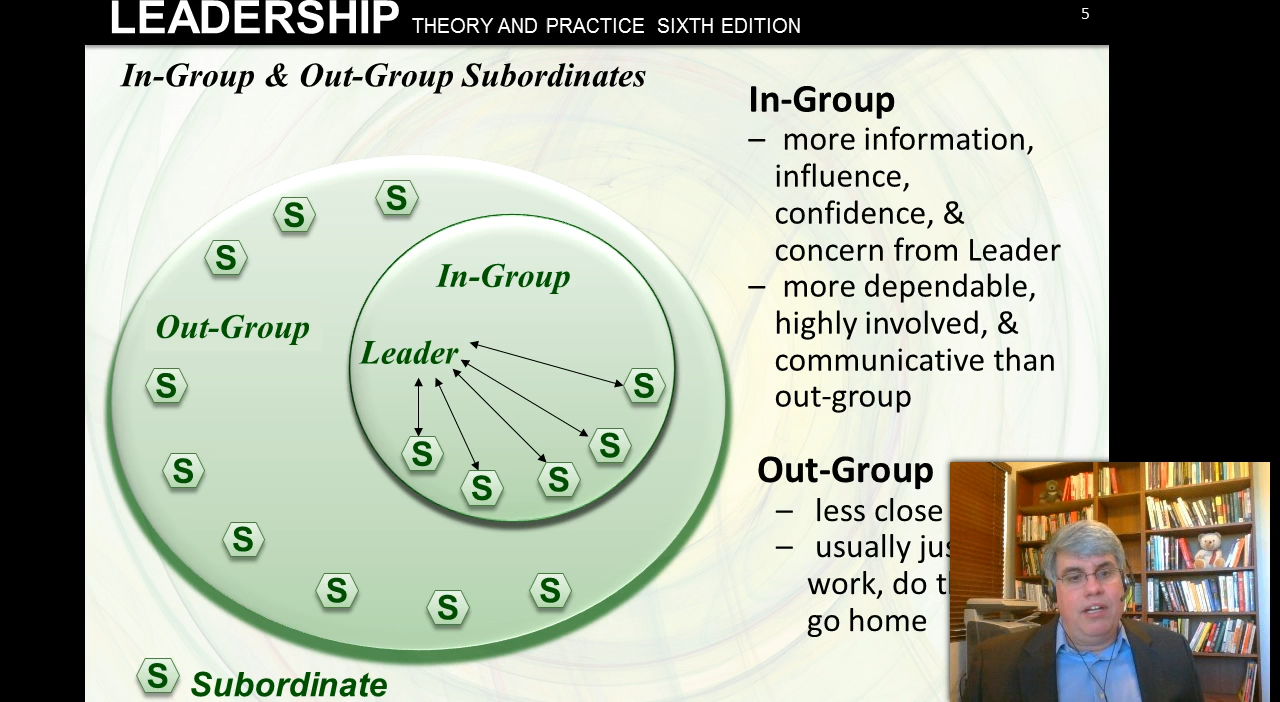 LEADERSHIP THEORY AND PRACTICE SIXTH EDITION
5
In-Group & Out-Group Subordinates
S
S
S
Out-Group
S
S
S
S
S
S
In-Group
Leader
S
S
S
S
S
S Subordinate
In-Group
– more information,
influence,
confidence, &
concern from Leader
– more dependable,
highly involved, &
communicative than
out-group
Out-Group
– less close
– usually
work, do
go home